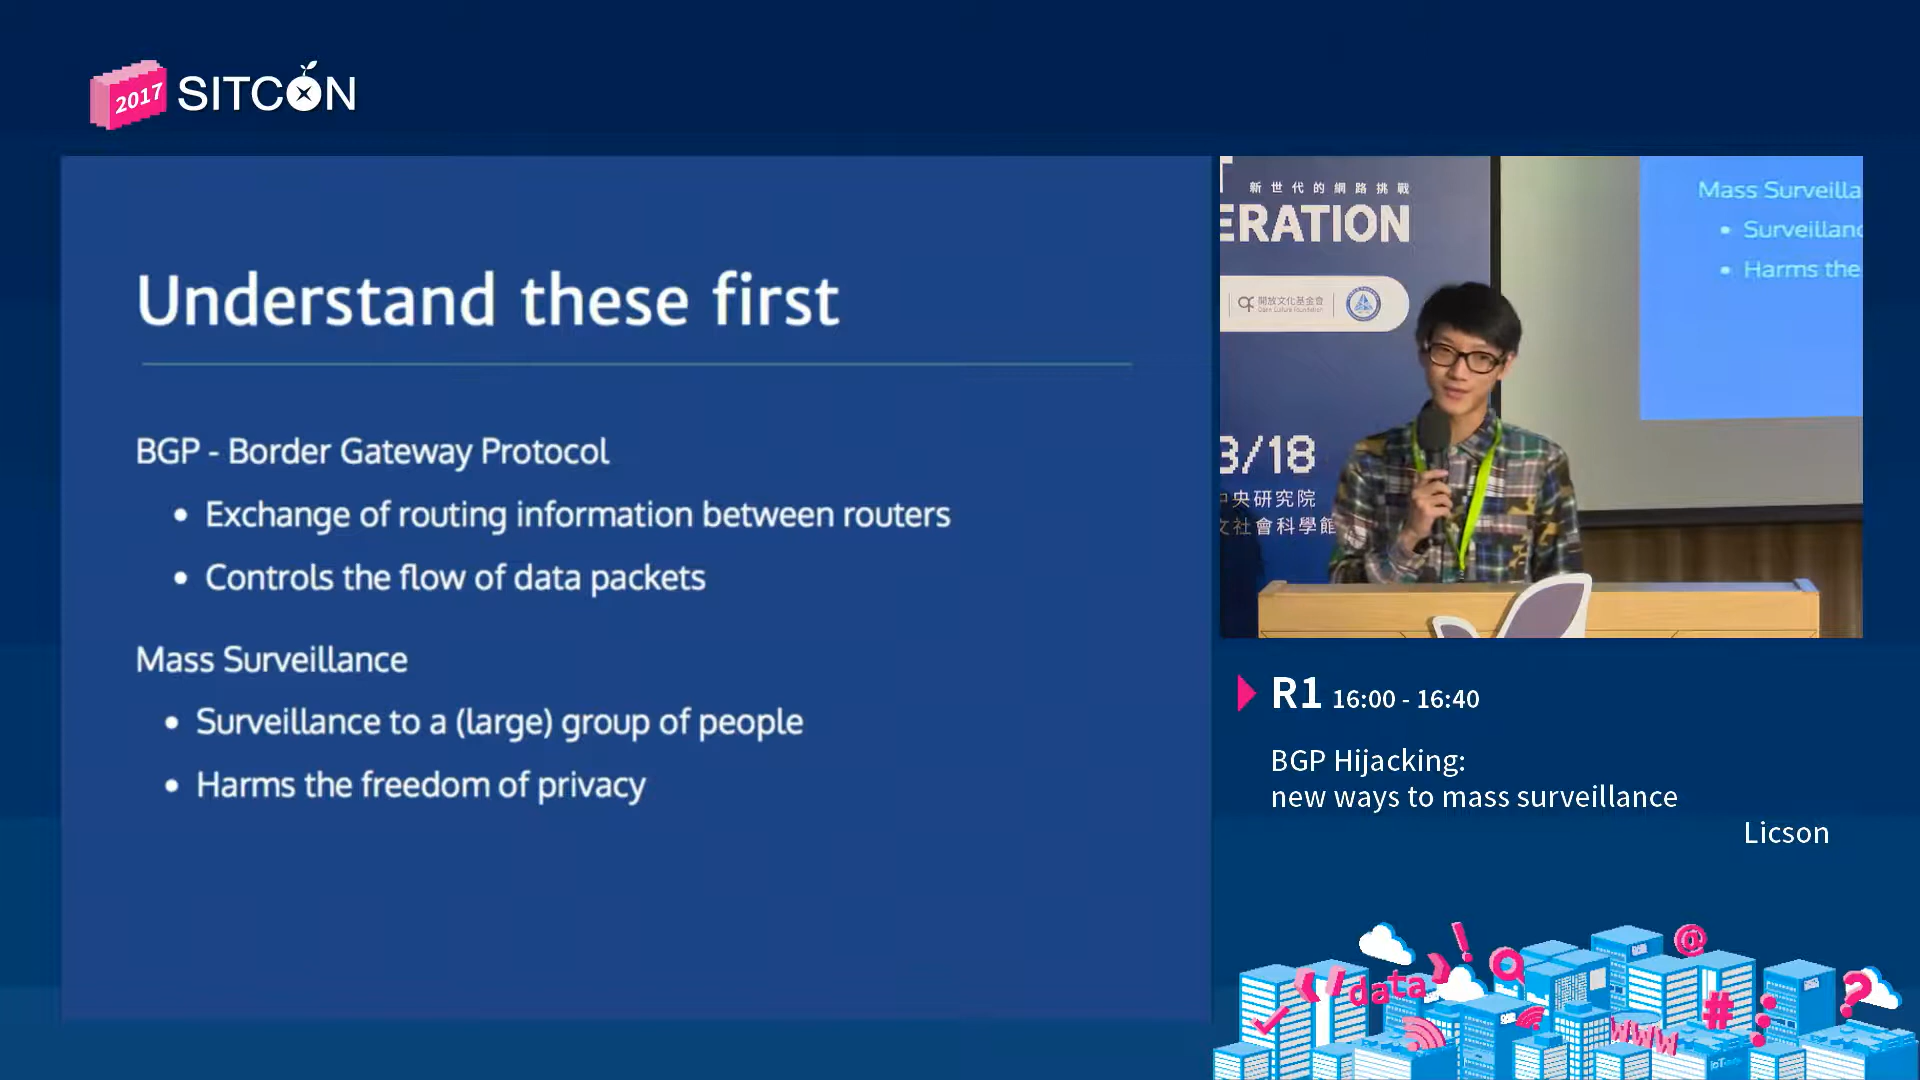 2017 SITCON
Understand these first
BGP - Border Gateway Protocol
• Exchange of routing information between routers
• Controls the flow of data packets
Mass Surveillance
• Surveillance to a (large) group of people
• Harms the freedom of privacy
新世代的網路挑戰
ERATION
開放文化基金會
Open Culture Foundation
3/18
中央研究院
文社會科學館
Mass Surveilla
• Surveillanc
• Harms the
R1 16:00 - 16:40
BGP Hijacking:
new ways to mass surveillance
Licson
</ data > ! @
# ?
www
IoT